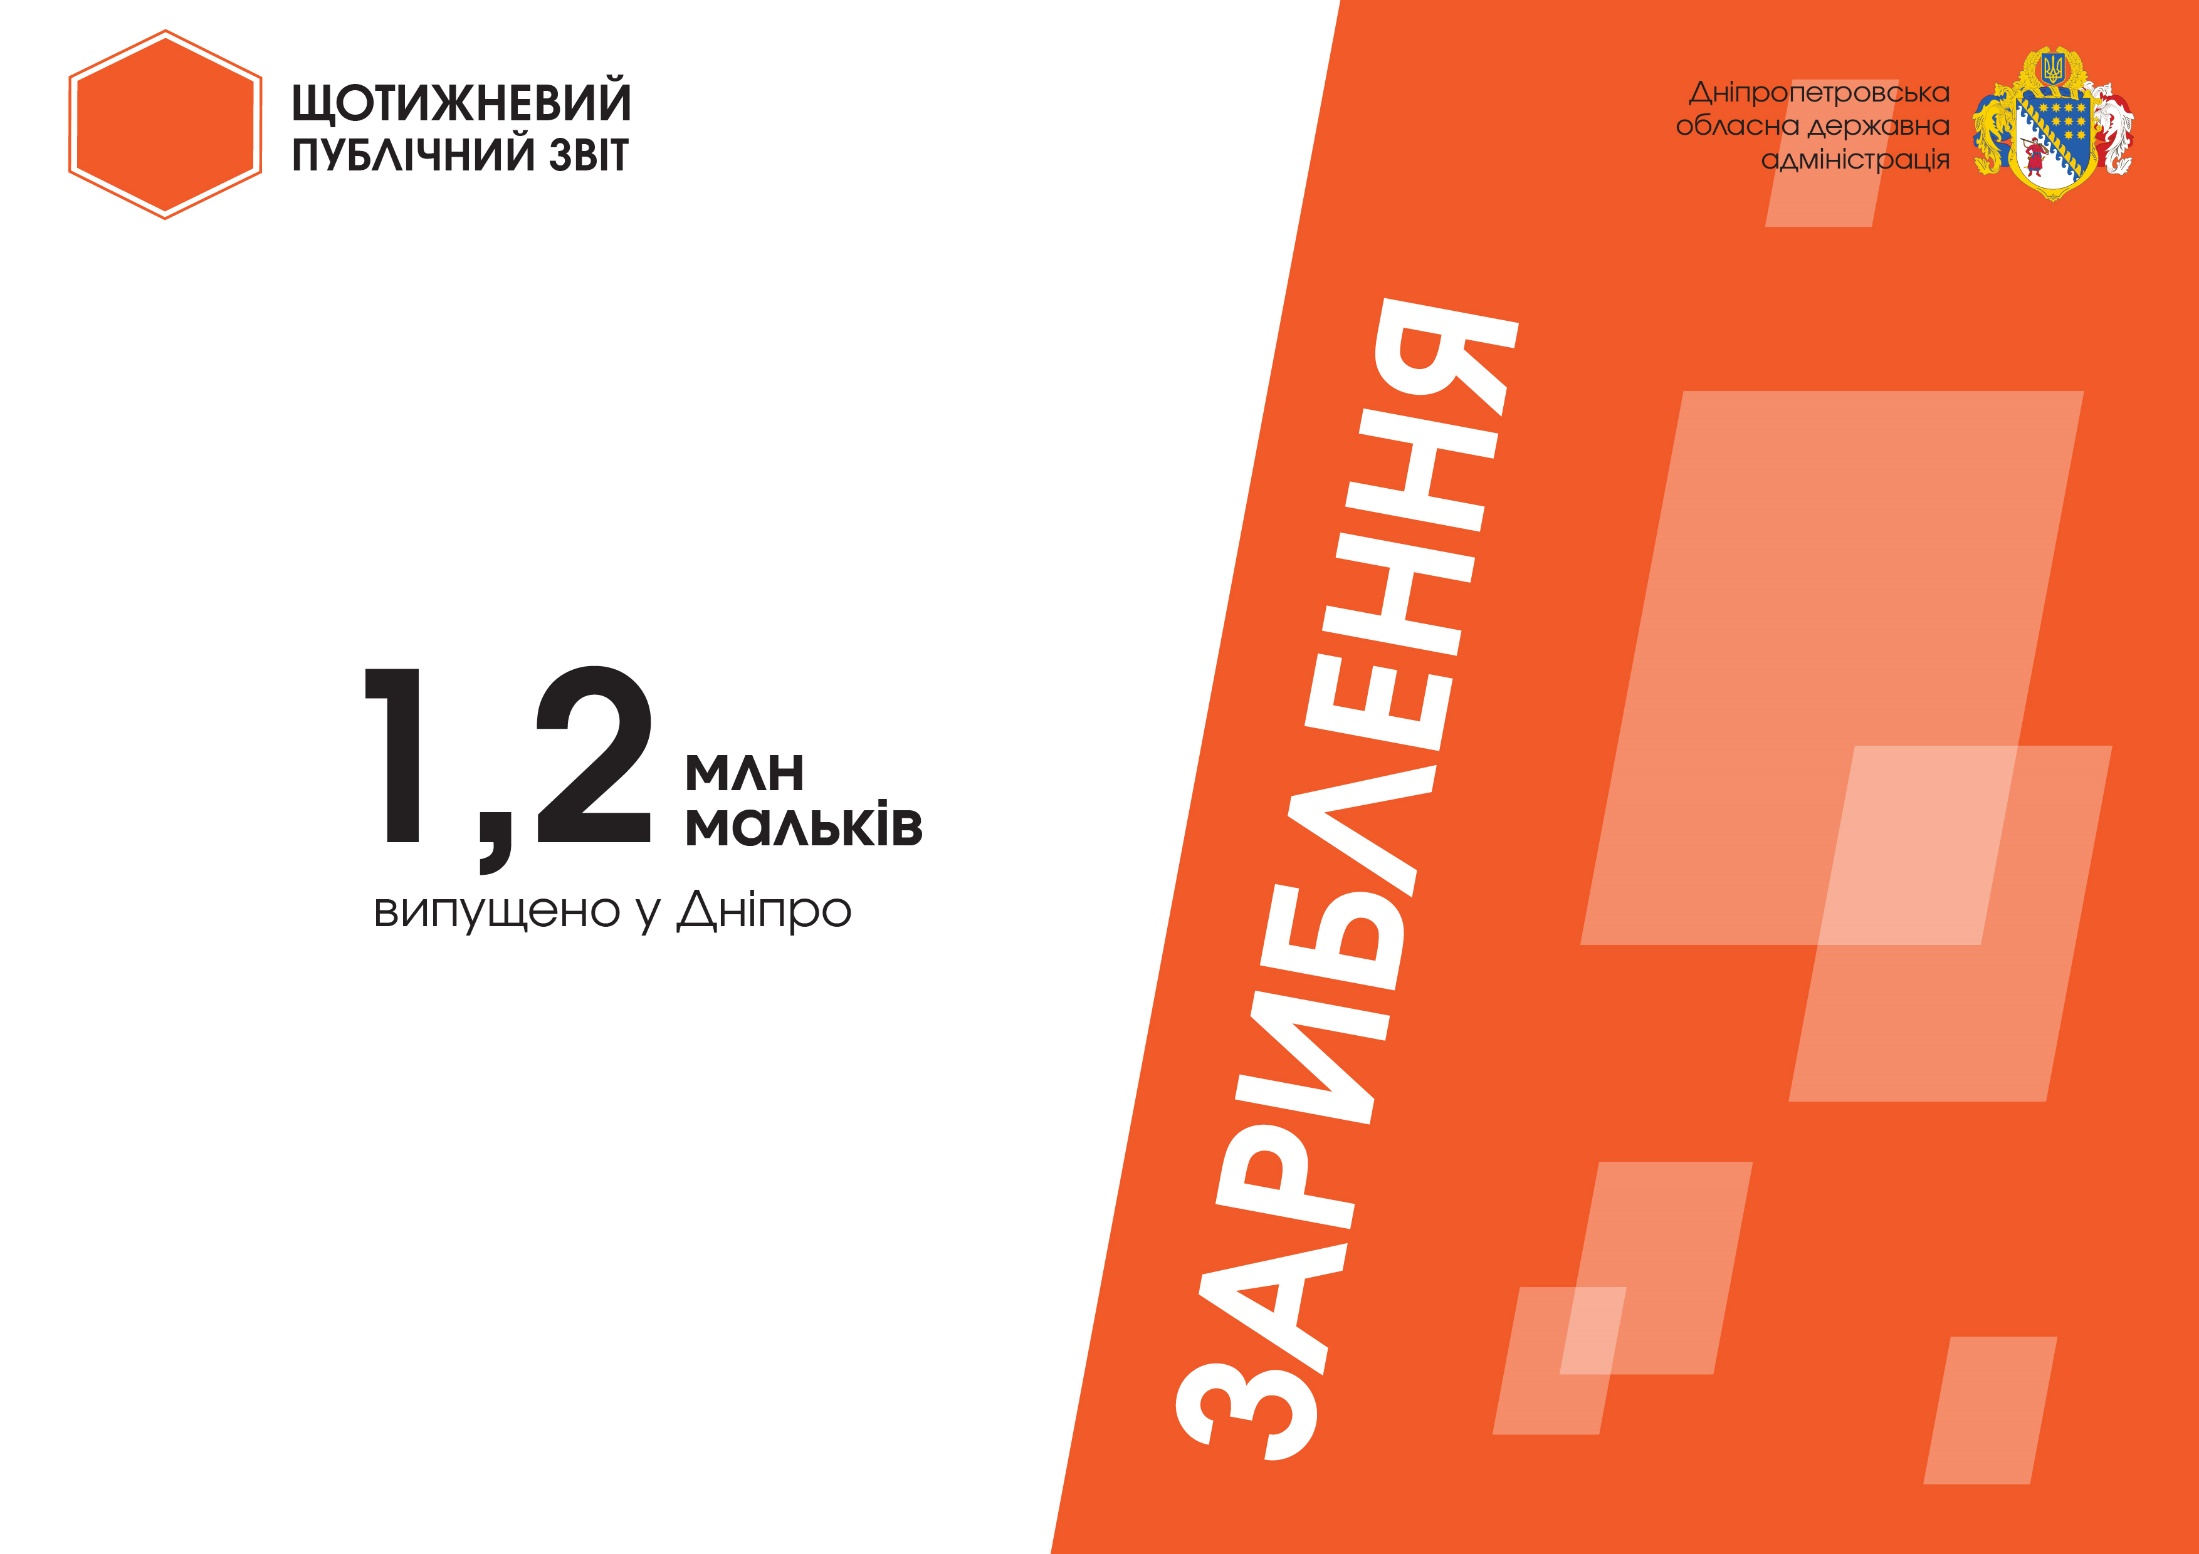 ЩОТИЖНЕВИЙ
ПУБЛІЧНИЙ ЗВІТ
Дніпропетровська
обласна державна
адміністрація
1,2 млн
мальків
випущено у Дніпро
ЗАРИБЛЕННЯ